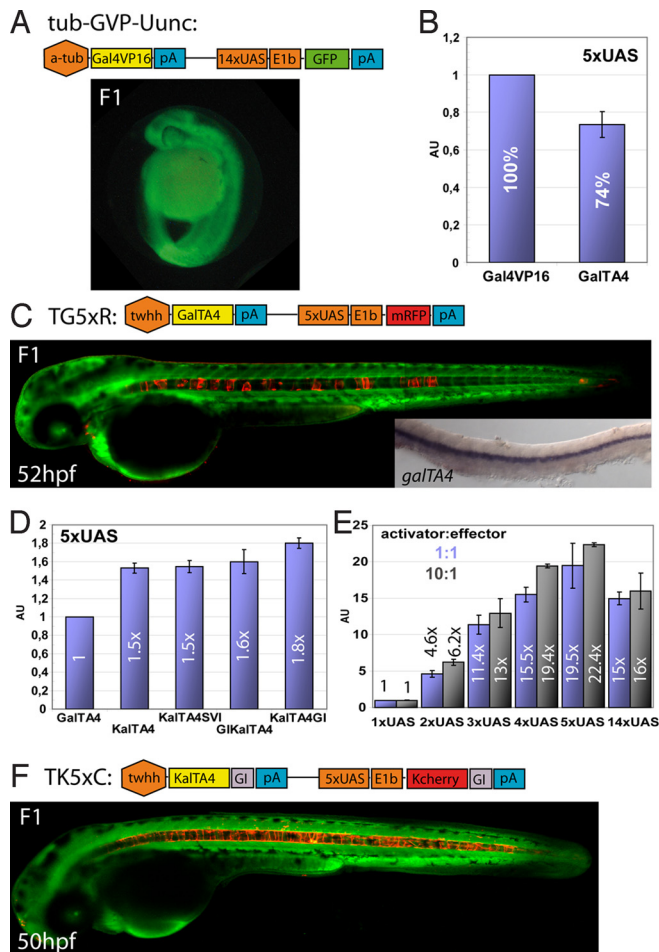 A tub-GVP-Uunc:
a-tub Gal4VP16 pA 14xUAS E1b GFP pA
F1
B
5xUAS
1,2
1
0,8
0,6
0,4
0,2
0
AU
100%
74%
Gal4VP16 GalTA4
C TG5xR: twhh GalTA4 pA 5xUAS E1b mRFP pA
F1
52hpf
galTA4
D
5xUAS
2
1,8
1,6
1,4
1,2
1
0,8
0,6
0,4
0,2
0
AU
1
1.5x
1.5x
1.6x
1.8x
GalTA4 KalTA4 KalTA4SVI GIKalTA4 KalTA4GI
E
activator:effector
1:1
10:1
25
20
15
10
5
0
AU
1 1
4.6x 6.2x
11.4x 13x
15.5x 19.4x
19.5x 22.4x
15x 16x
1xUAS 2xUAS 3xUAS 4xUAS 5xUAS 14xUAS
F TK5xC: twhh KalTA4 GI pA 5xUAS E1b Kcherry GI pA
F1
50hpf